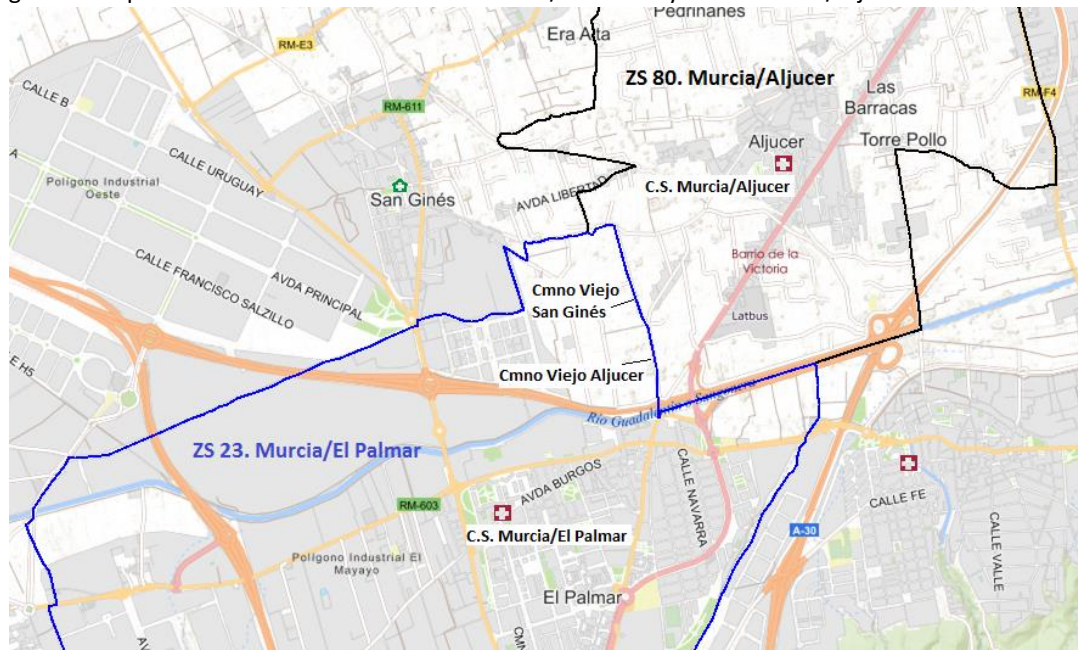 Pedriñanes
Era Alta
RM-E3
ZS 80. Murcia/Aljucer
CALLE B
Las
Barracas
RM-F4
RM-611
CALLE URUGUAY
Aljucer
Torre Pollo
A
Polígono Industrial
Oeste
San Ginés
AVDA LIBERTAD
C.S. Murcia/Aljucer
CALLE FRANCISCO SALZILLO
AVDA PRINCIPAL
Barrio de la
Victoria
Cmno Viejo
San Ginés
Latbus
E H5
Cmno Viejo Aljucer
Río Guadalentín o Sangonera
ZS 23. Murcia/El Palmar
AVDA BURGOS
CALLE NAVARRA
RM-603
CALLE FE
C.S. Murcia/El Palmar
A-30
CALLE VALLE
Polígono Industrial El
Mayayo
El Palmar
AV
CMN